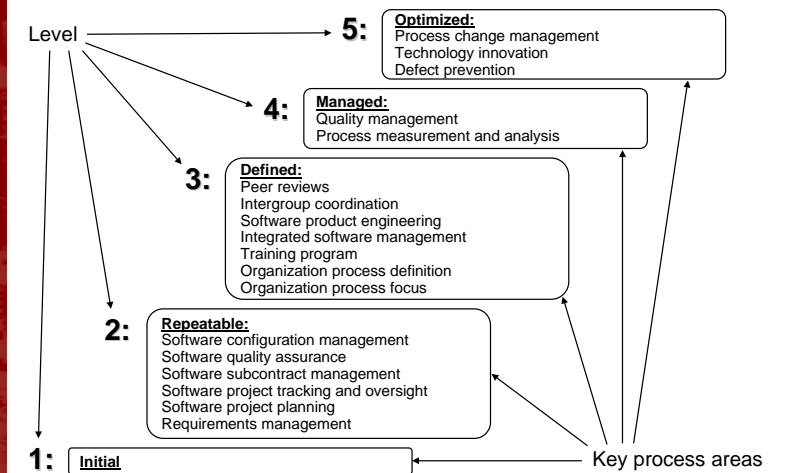 Level
5:
Optimized:
Process change management
Technology innovation
Defect prevention
4:
Managed:
Quality management
Process measurement and analysis
3:
Defined:
Peer reviews
Intergroup coordination
Software product engineering
Integrated software management
Training program
Organization process definition
Organization process focus
2:
Repeatable:
Software configuration management
Software quality assurance
Software subcontract management
Software project tracking and oversight
Software project planning
Requirements management
1:
Initial
Key process areas